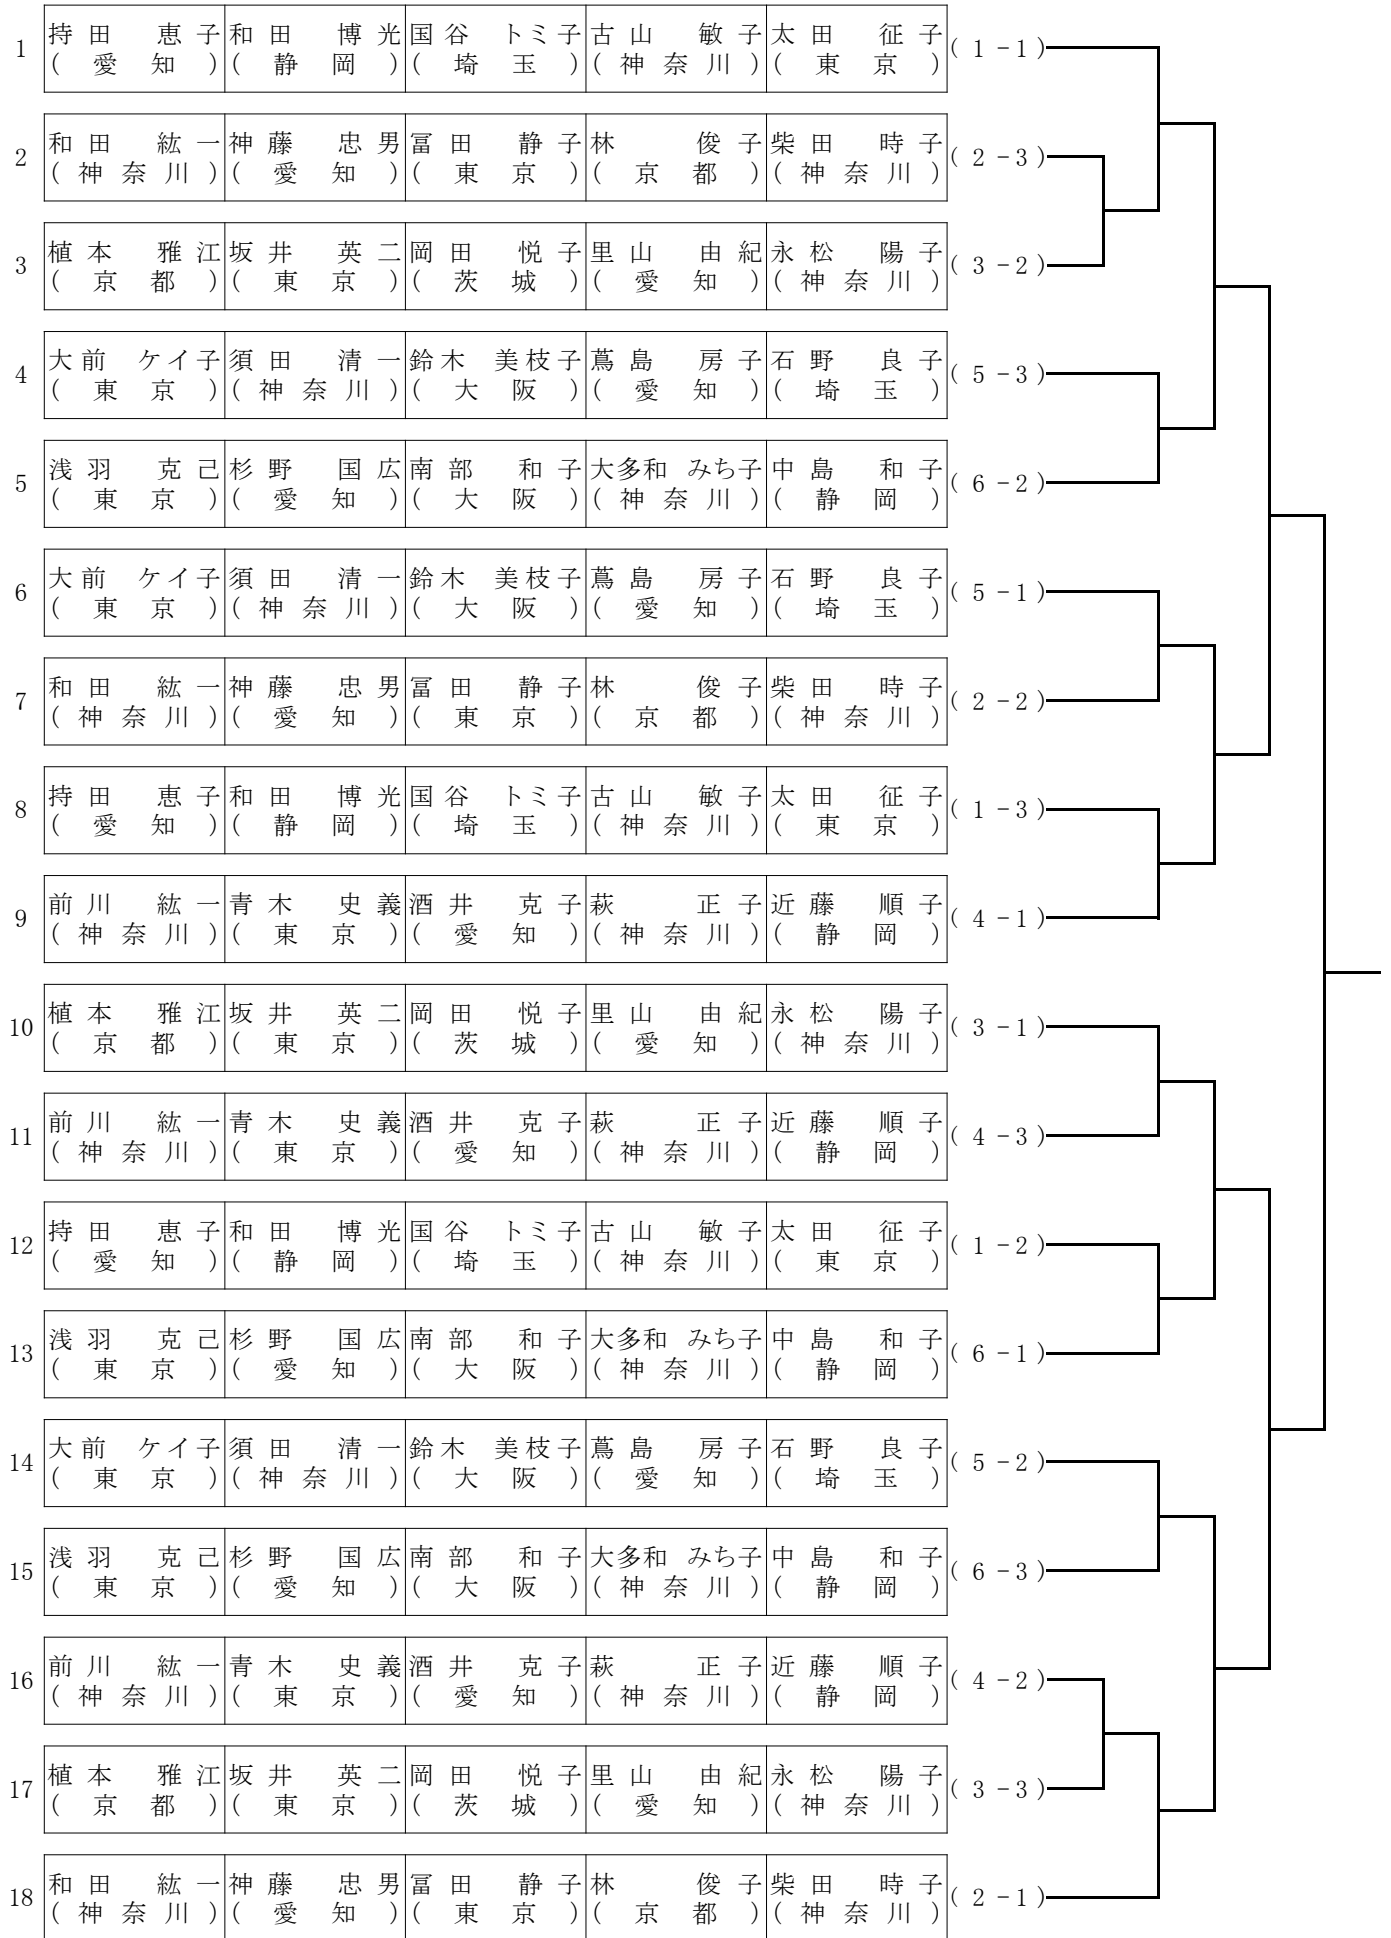 持田 恵子 和田 博光 国谷 トミ子 古山 敏子 太田 征子
1 ( 1 -1 )
(愛知) (静岡) (埼玉) (神奈川) (東京)
和田 紘一 神藤 忠男 冨田 静子 林 俊子 柴田 時子
2 ( 2 -3 )
(神奈川) (愛知) (東京) (京都) (神奈川)
植本 雅江 坂井 英二 岡田 悦子 里山 由紀 永松 陽子
3 ( 3 -2 )
(京都) (東京) (茨城) (愛知) (神奈川)
大前 ケイ子 須田 清一 鈴木 美枝子 蔦島 房子 石野 良子
4 ( 5 -3 )
(東京) (神奈川) (大阪) (愛知) (埼玉)
浅羽 克己 杉野 国広 南部 和子 大多和 みち子 中島 和子
5 ( 6 -2 )
(東京) (愛知) (大阪) (神奈川) (静岡)
大前 ケイ子 須田 清一 鈴木 美枝子 蔦島 房子 石野 良子
6 ( 5 -1 )
(東京) (神奈川) (大阪) (愛知) (埼玉)
和田 紘一 神藤 忠男 冨田 静子 林 俊子 柴田 時子
7 ( 2 -2 )
(神奈川) (愛知) (東京) (京都) (神奈川)
持田 恵子 和田 博光 国谷 トミ子 古山 敏子 太田 征子
8 ( 1 -3 )
(愛知) (静岡) (埼玉) (神奈川) (東京)
前川 紘一 青木 史義 酒井 克子 萩 正子 近藤 順子
9 ( 4 -1 )
(神奈川) (東京) (愛知) (神奈川) (静岡)
植本 雅江 坂井 英二 岡田 悦子 里山 由紀 永松 陽子
10 ( 3 -1 )
(京都) (東京) (茨城) (愛知) (神奈川)
前川 紘一 青木 史義 酒井 克子 萩 正子 近藤 順子
11 ( 4 -3 )
(神奈川) (東京) (愛知) (神奈川) (静岡)
持田 恵子 和田 博光 国谷 トミ子 古山 敏子 太田 征子
12 ( 1 -2 )
(愛知) (静岡) (埼玉) (神奈川) (東京)
浅羽 克己 杉野 国広 南部 和子 大多和 みち子 中島 和子
13 ( 6 -1 )
(東京) (愛知) (大阪) (神奈川) (静岡)
大前 ケイ子 須田 清一 鈴木 美枝子 蔦島 房子 石野 良子
14 ( 5 -2 )
(東京) (神奈川) (大阪) (愛知) (埼玉)
浅羽 克己 杉野 国広 南部 和子 大多和 みち子 中島 和子
15 ( 6 -3 )
(東京) (愛知) (大阪) (神奈川) (静岡)
前川 紘一 青木 史義 酒井 克子 萩 正子 近藤 順子
16 ( 4 -2 )
(神奈川) (東京) (愛知) (神奈川) (静岡)
植本 雅江 坂井 英二 岡田 悦子 里山 由紀 永松 陽子
17 ( 3 -3 )
(京都) (東京) (茨城) (愛知) (神奈川)
和田 紘一 神藤 忠男 冨田 静子 林 俊子 柴田 時子
18 ( 2 -1 )
(神奈川) (愛知) (東京) (京都) (神奈川)